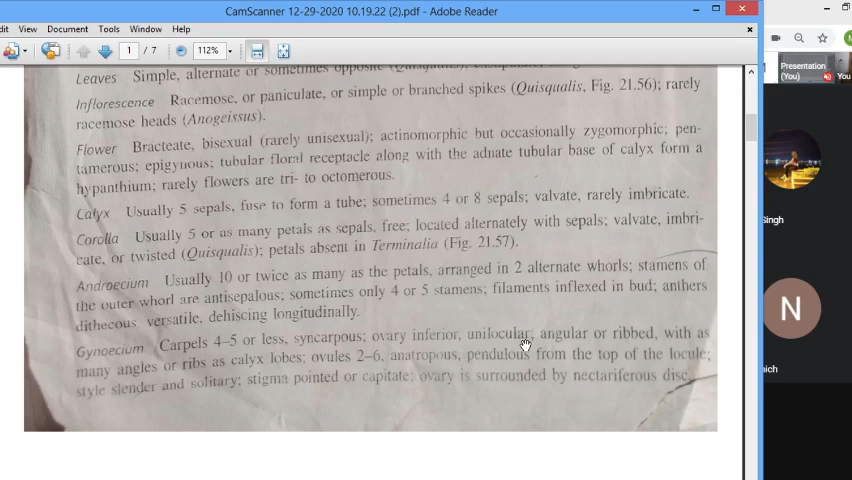 CamScanner 12-29-2020 10.19.22 (2).pdf - Adobe Reader
dit View Document Tools Window Help
1 / 7 112%
Leaves Simple, alternate or sometimes opposite (Quisqualis),
Inflorescence Racemose, or paniculate, or simple or branched spikes (Quisqualis, Fig. 21.56); rarely
racemose heads (Anogeissus).
Flower Bracteate, bisexual (rarely unisexual); actinomorphic but occasionally zygomorphic; pen-
tamerous; epigynous; tubular floral receptacle along with the adnate tubular base of calyx form a
hypanthium; rarely flowers are tri- to octomerous.
Calyx Usually 5 sepals, fuse to form a tube; sometimes 4 or 8 sepals; valvate, rarely imbricate.
Corolla Usually 5 or as many petals as sepals, free; located alternately with sepals; valvate, imbri-
cate, or twisted (Quisqualis); petals absent in Terminalia (Fig. 21.57).
Androecium Usually 10 or twice as many as the petals, arranged in 2 alternate whorls; stamens of
the outer whorl are antisepalous; sometimes only 4 or 5 stamens; filaments inflexed in bud; anthers
dithecous, versatile, dehiscing longitudinally.
Gynoecium Carpels 4–5 or less, syncarpous; ovary inferior, unilocular; angular or ribbed, with as
many angles or ribs as calyx lobes; ovules 2–6, anatropous, pendulous from the top of the locule;
style slender and solitary; stigma pointed or capitate; ovary is surrounded by nectariferous disc.
Presentation
(You)
You
Singh
N
nich